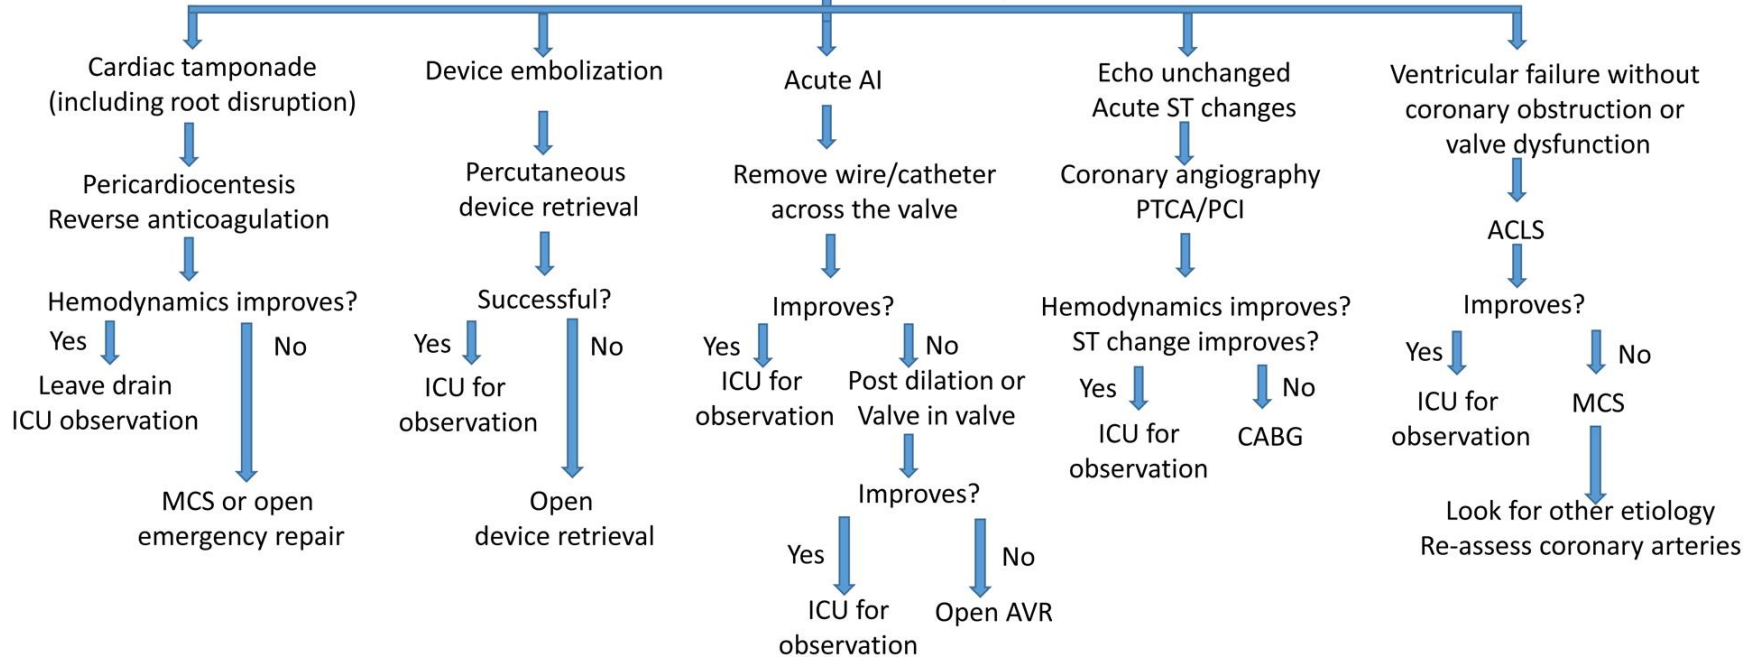 Cardiac tamponade
(including root disruption)
Pericardiocentesis
Reverse anticoagulation
Hemodynamics improves?
Yes
No
Leave drain
ICU observation
MCS or open
emergency repair
Device embolization
Percutaneous
device retrieval
Successful?
Yes
No
ICU for
observation
Open
device retrieval
Acute AI
Remove wire/catheter
across the valve
Improves?
Yes
No
ICU for
observation
Post dilation or
Valve in valve
Improves?
Yes
No
ICU for
observation
Open AVR
Echo unchanged
Acute ST changes
Coronary angiography
PTCA/PCI
Hemodynamics improves?
ST change improves?
Yes
No
ICU for
observation
CABG
Ventricular failure without
coronary obstruction or
valve dysfunction
ACLS
Improves?
Yes
No
ICU for
observation
MCS
Look for other etiology
Re-assess coronary arteries